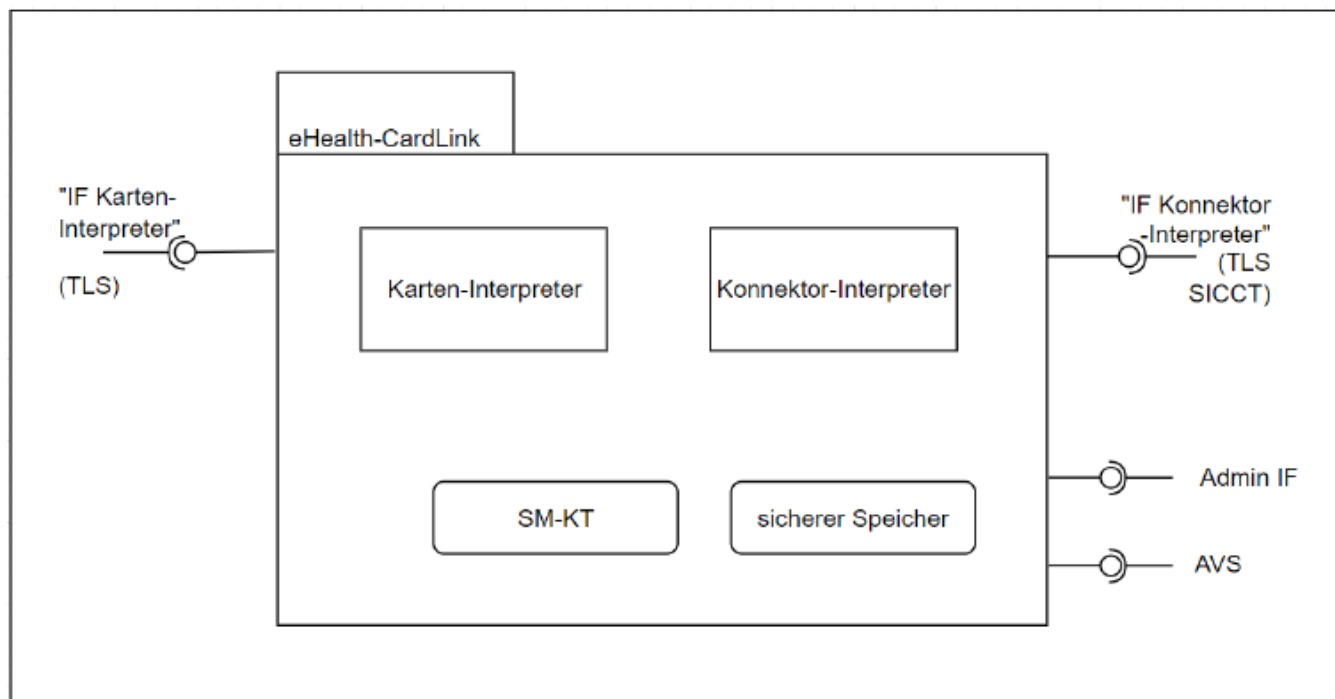 eHealth-CardLink
"IF Karten-
Interpreter"
(TLS)
Karten-Interpreter
Konnektor-Interpreter
"IF Konnektor
-Interpreter"
(TLS
SICCT)
SM-KT
sicherer Speicher
Admin IF
AVS